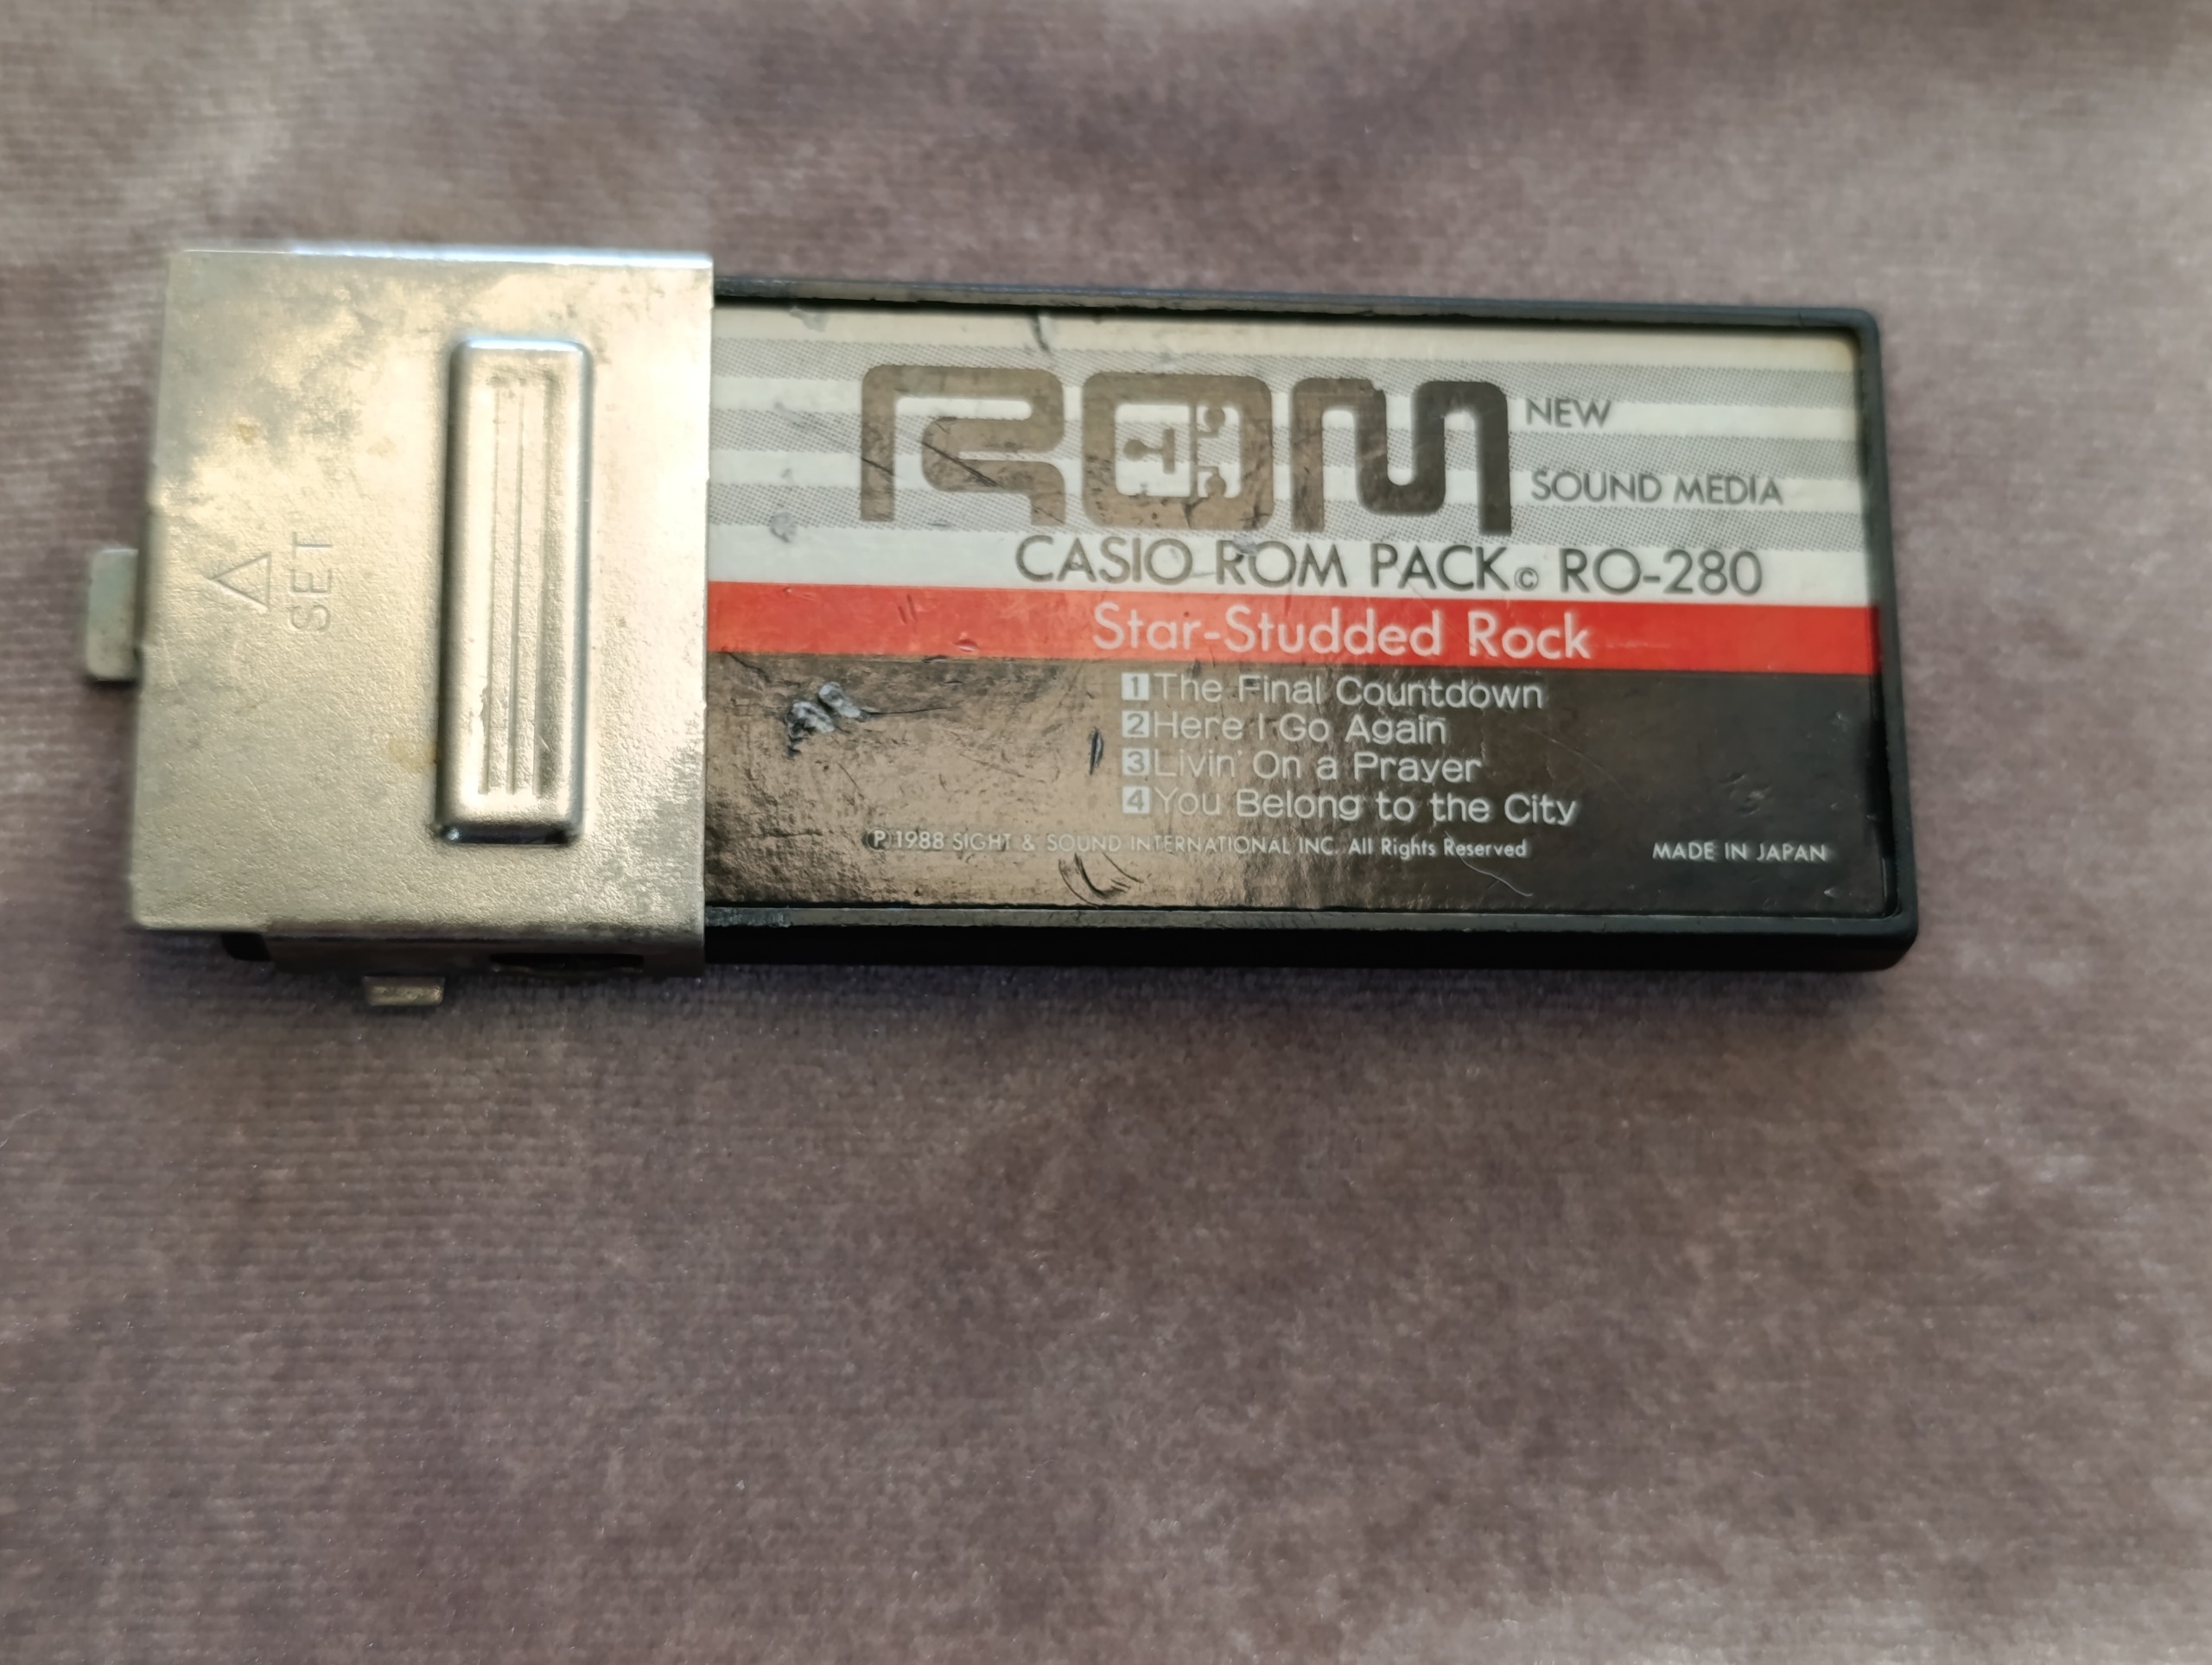 SET
ROM NEW
SOUND MEDIA
CASIO ROM PACK© RO-280
Star-Studded Rock
1 The Final Countdown
2 Here I Go Again
3 Livin' On a Prayer
4 You Belong to the City
℗ 1988 SIGHT & SOUND INTERNATIONAL INC. All Rights Reserved MADE IN JAPAN